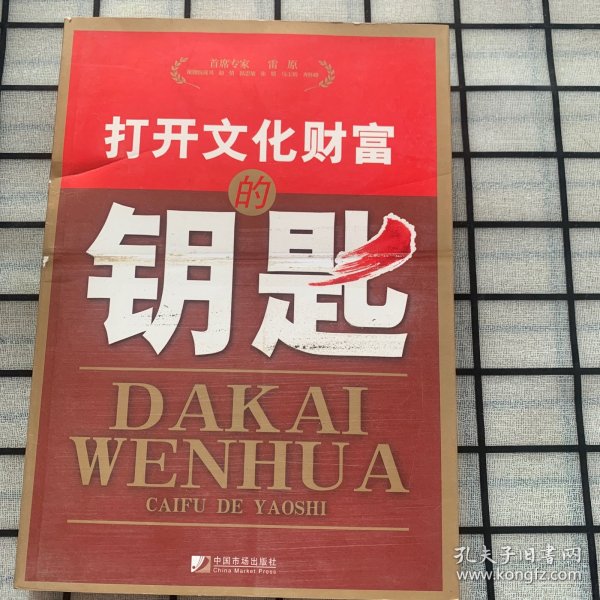 首席专家 雷 原
打开文化财富
的
钥匙
DAKAI
WENHUA
CAIFU DE YAOSHI
中国市场出版社
China Market Press
孔夫子旧书网
www.kongfz.com